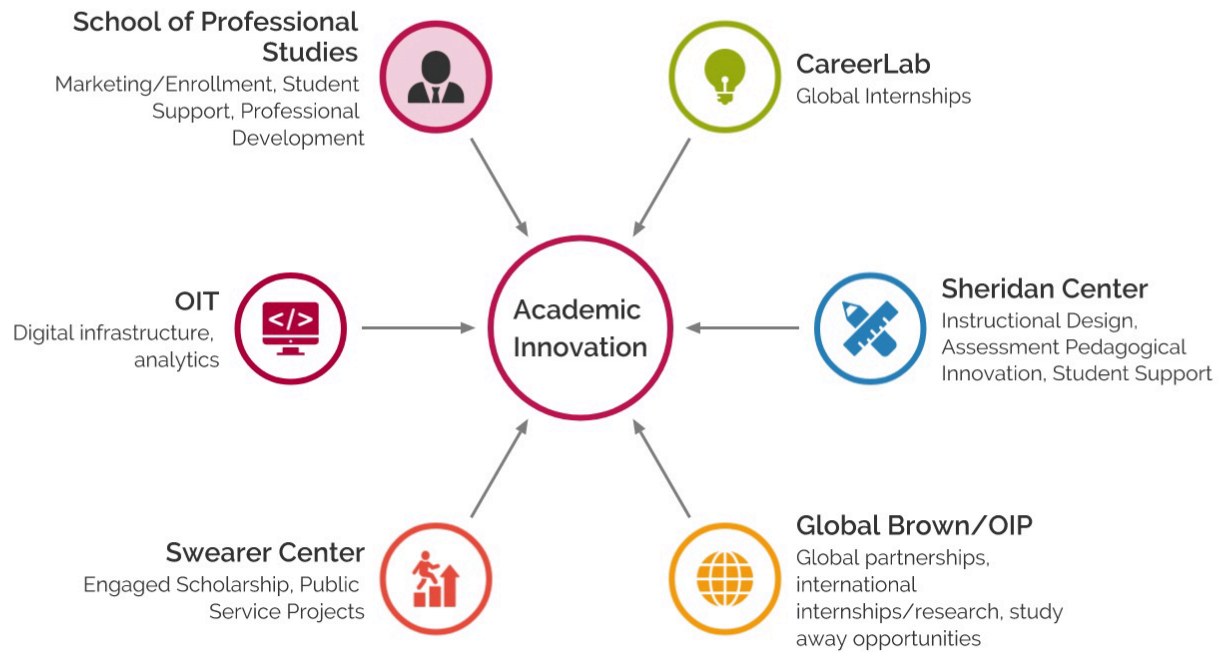 School of Professional
Studies
Marketing/Enrollment, Student
Support, Professional
Development
CareerLab
Global Internships
OIT
Digital infrastructure,
analytics
</>
Academic
Innovation
Sheridan Center
Instructional Design,
Assessment Pedagogical
Innovation, Student Support
Swearer Center
Engaged Scholarship, Public
Service Projects
Global Brown/OIP
Global partnerships,
international
internships/research, study
away opportunities